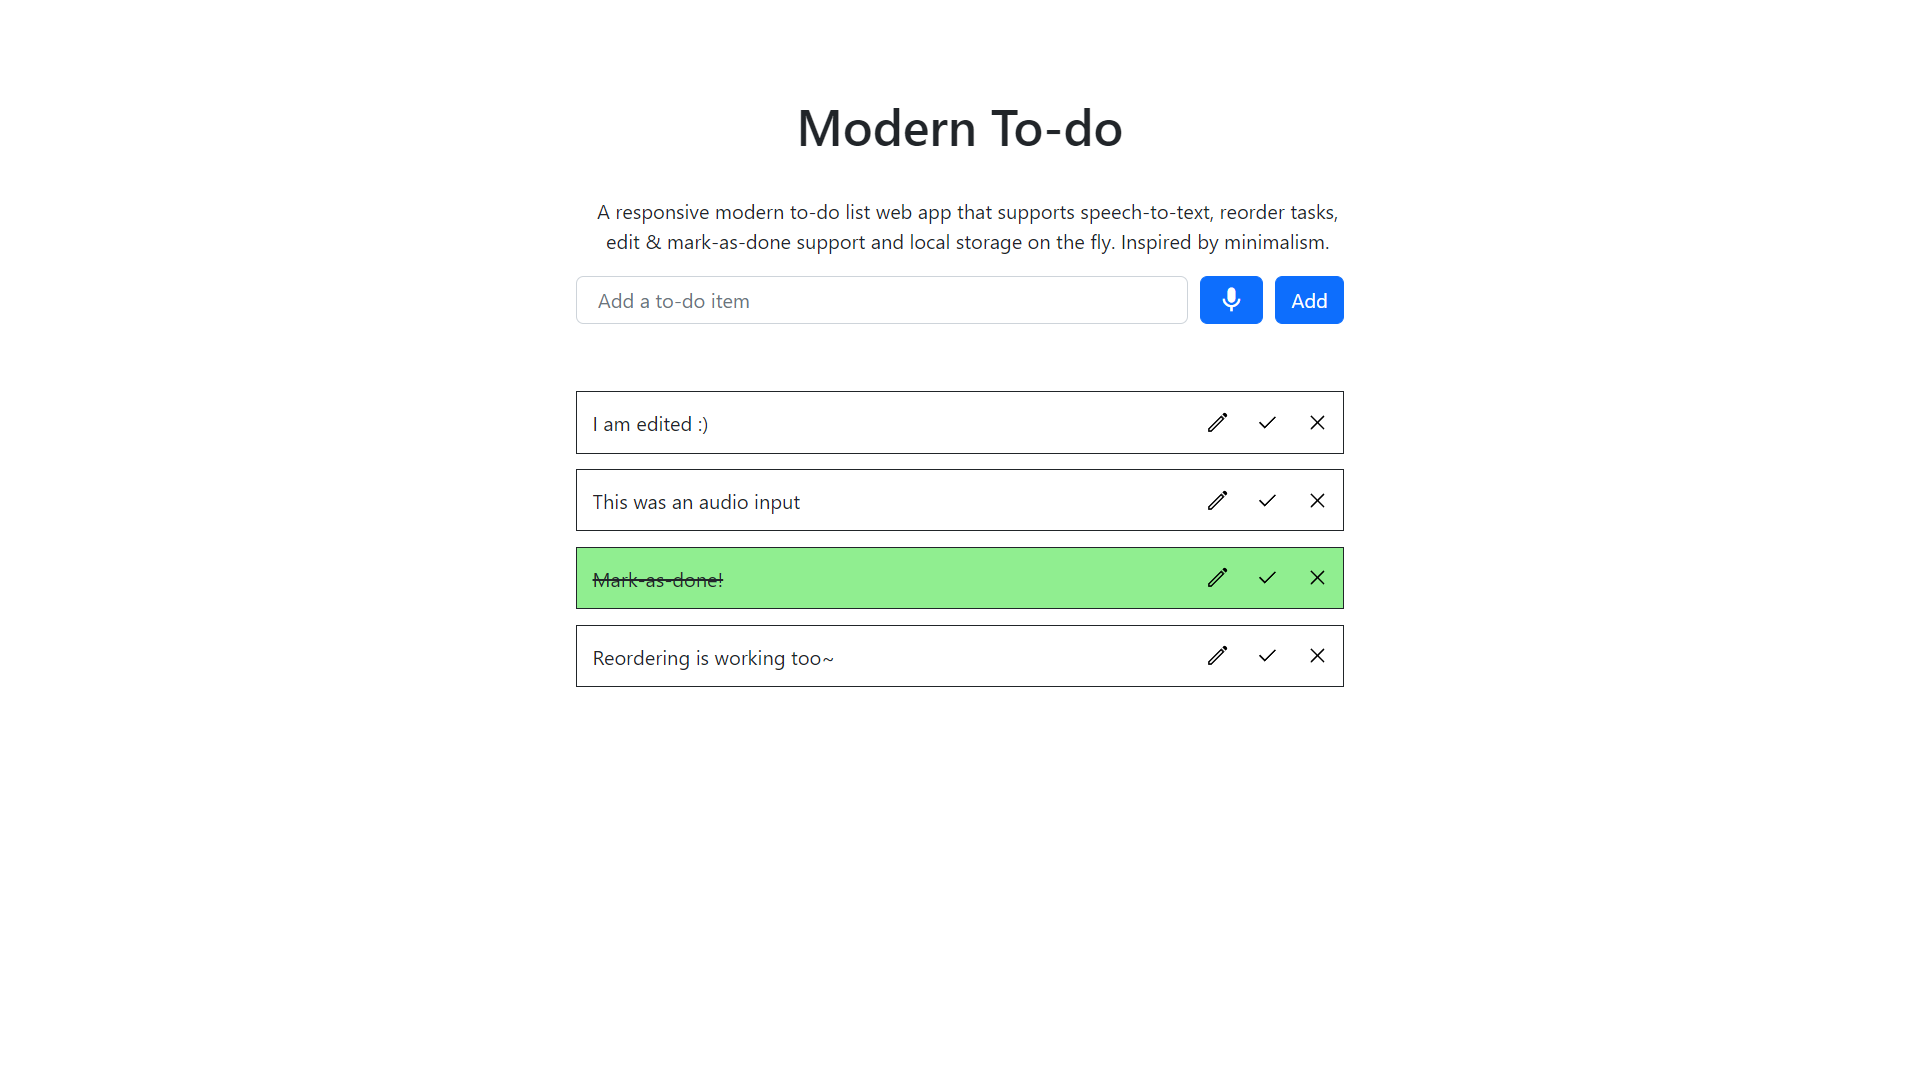 Modern To-do
A responsive modern to-do list web app that supports speech-to-text, reorder tasks,
edit & mark-as-done support and local storage on the fly. Inspired by minimalism.
Add a to-do item
Add
I am edited :)
This was an audio input
Mark-as-done!
Reordering is working too~